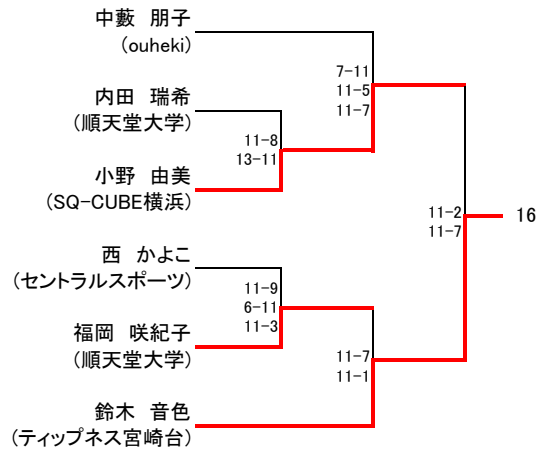 中藪　朋子
(ouheki)
内田　瑞希
(順天堂大学)
小野　由美
(SQ-CUBE横浜)
西　かよこ
(セントラルスポーツ)
福岡　咲紀子
(順天堂大学)
鈴木　音色
(ティップネス宮崎台)
11-8
13-11
11-9
6-11
11-3
7-11
11-5
11-7
11-7
11-1
11-2
11-7
16